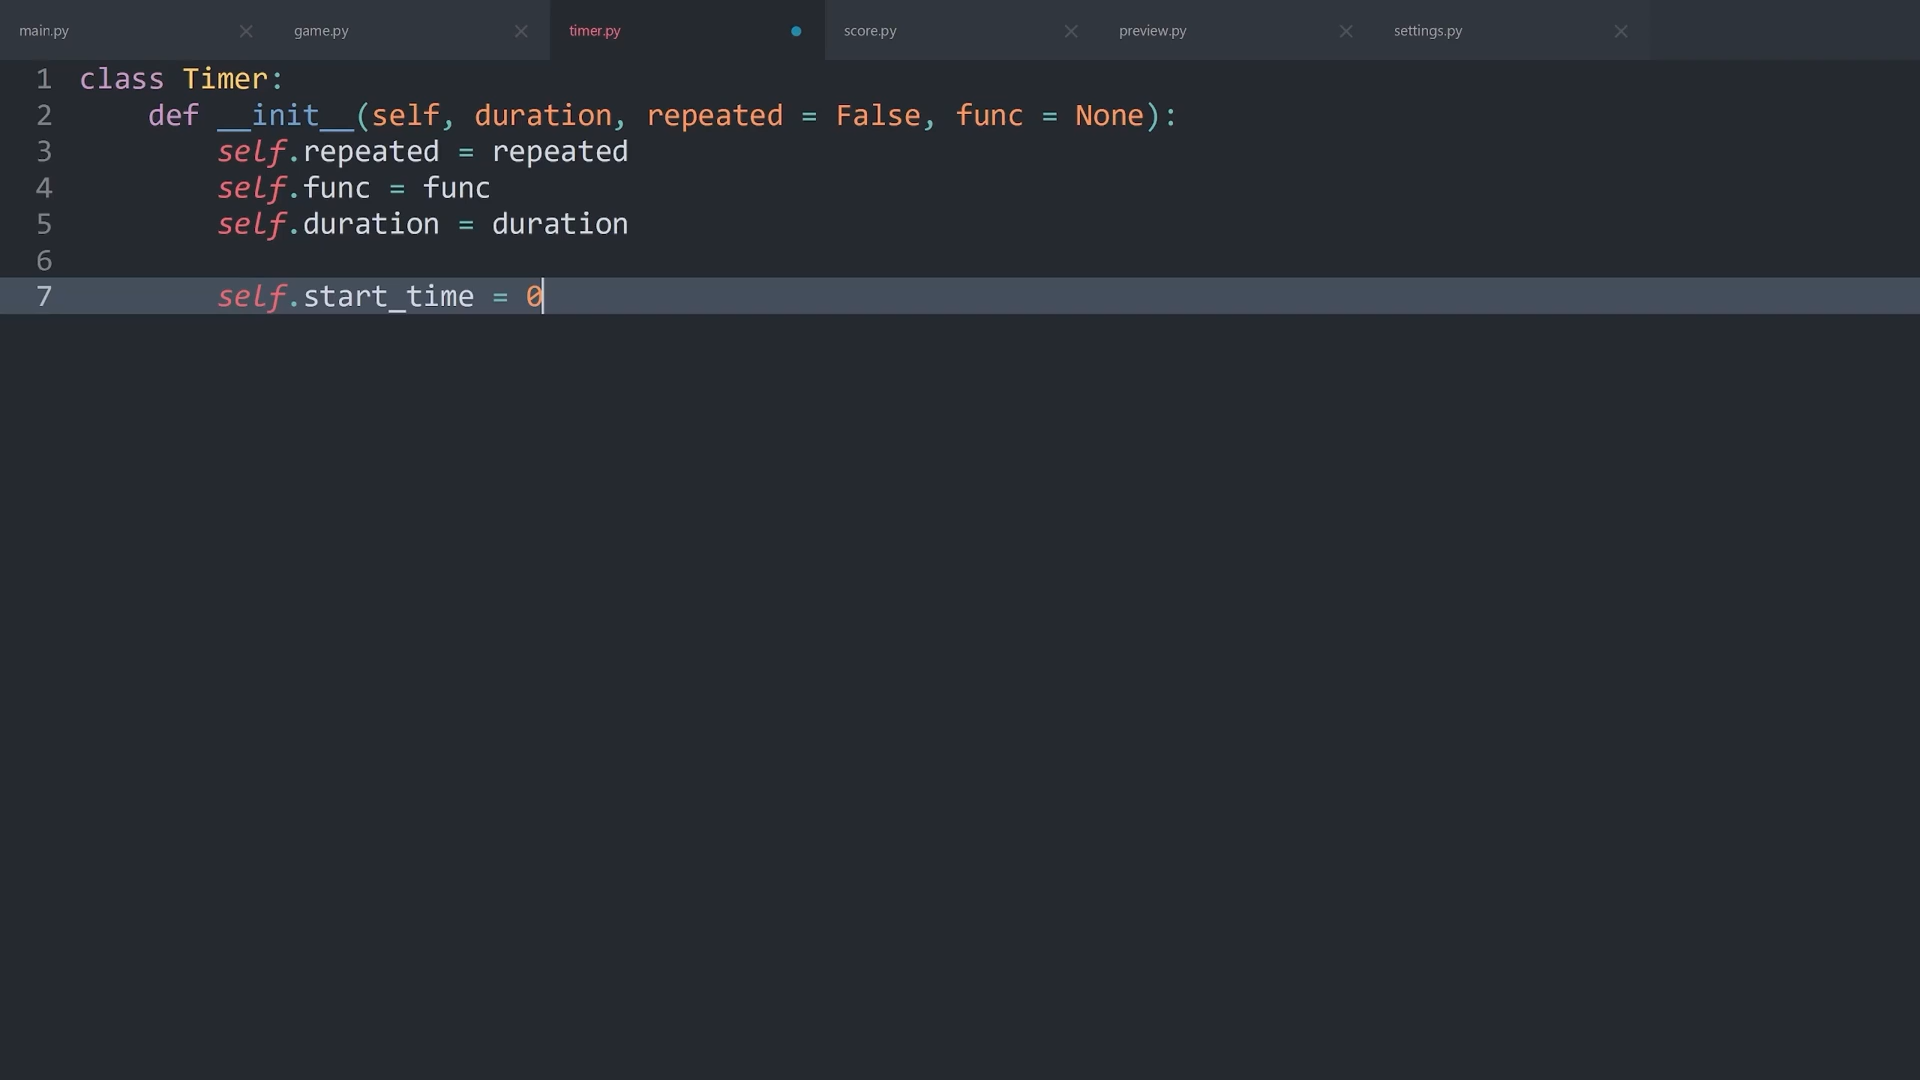 main.py game.py timer.py score.py preview.py settings.py
1 class Timer:
2     def __init__(self, duration, repeated = False, func = None):
3         self.repeated = repeated
4         self.func = func
5         self.duration = duration
6
7         self.start_time = 0